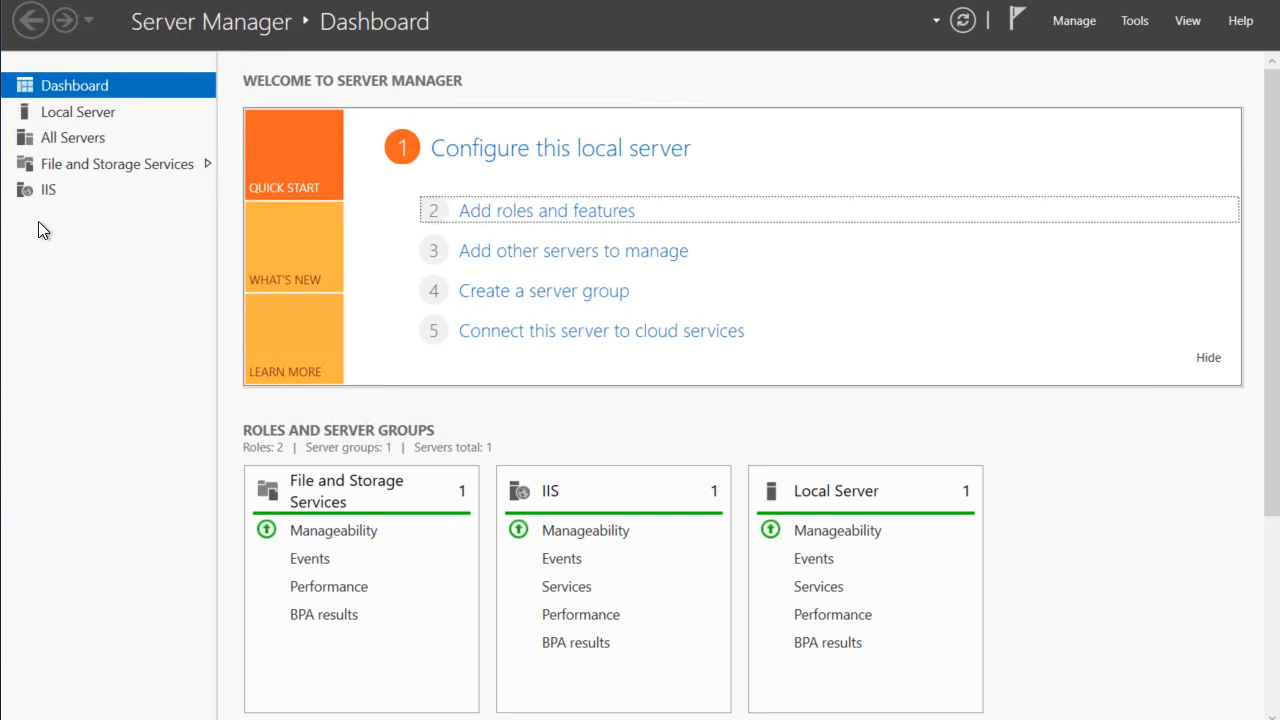 Server Manager ‣ Dashboard
Manage Tools View Help
Dashboard
Local Server
All Servers
File and Storage Services
IIS
WELCOME TO SERVER MANAGER
QUICK START
WHAT'S NEW
LEARN MORE
1 Configure this local server
2 Add roles and features
3 Add other servers to manage
4 Create a server group
5 Connect this server to cloud services
Hide
ROLES AND SERVER GROUPS
Roles: 2 | Server groups: 1 | Servers total: 1
File and Storage
Services 1
Manageability
Events
Performance
BPA results
IIS 1
Manageability
Events
Services
Performance
BPA results
Local Server 1
Manageability
Events
Services
Performance
BPA results